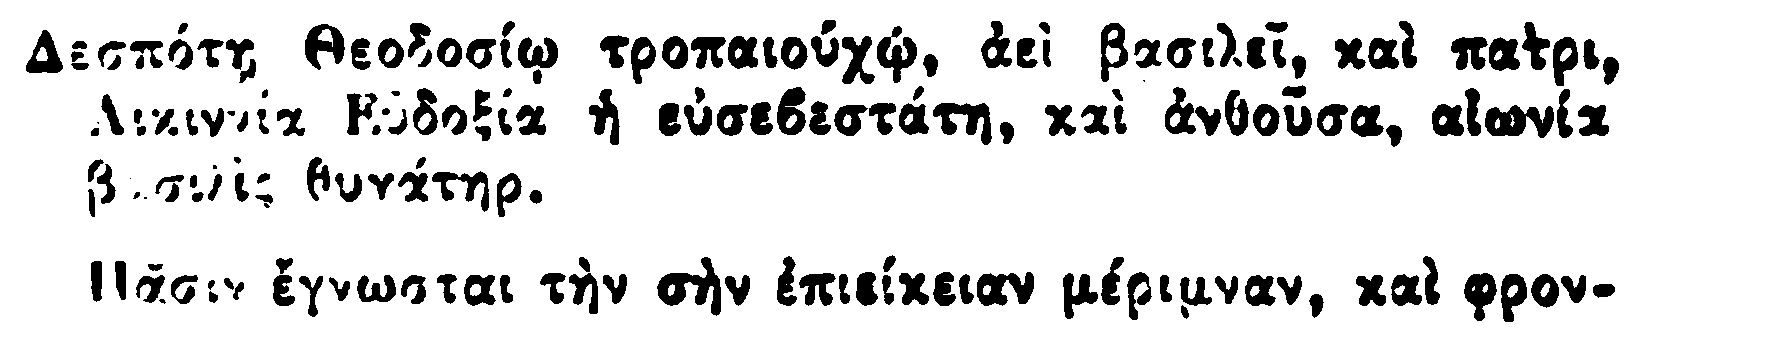 Δεσπότῃ Θεοδοσίῳ τροπαιούχῳ, ἀεὶ βασιλεῖ, καὶ πατρι,
Λικιννία Εὐδοξία ἡ εὐσεβεστάτη, καὶ ἀνθοῦσα, αἰωνία
βασιλὶς θυγάτηρ.
Πᾶσιν ἔγνωσται τὴν σὴν ἐπιείκειαν μέριμναν, καὶ φρον-